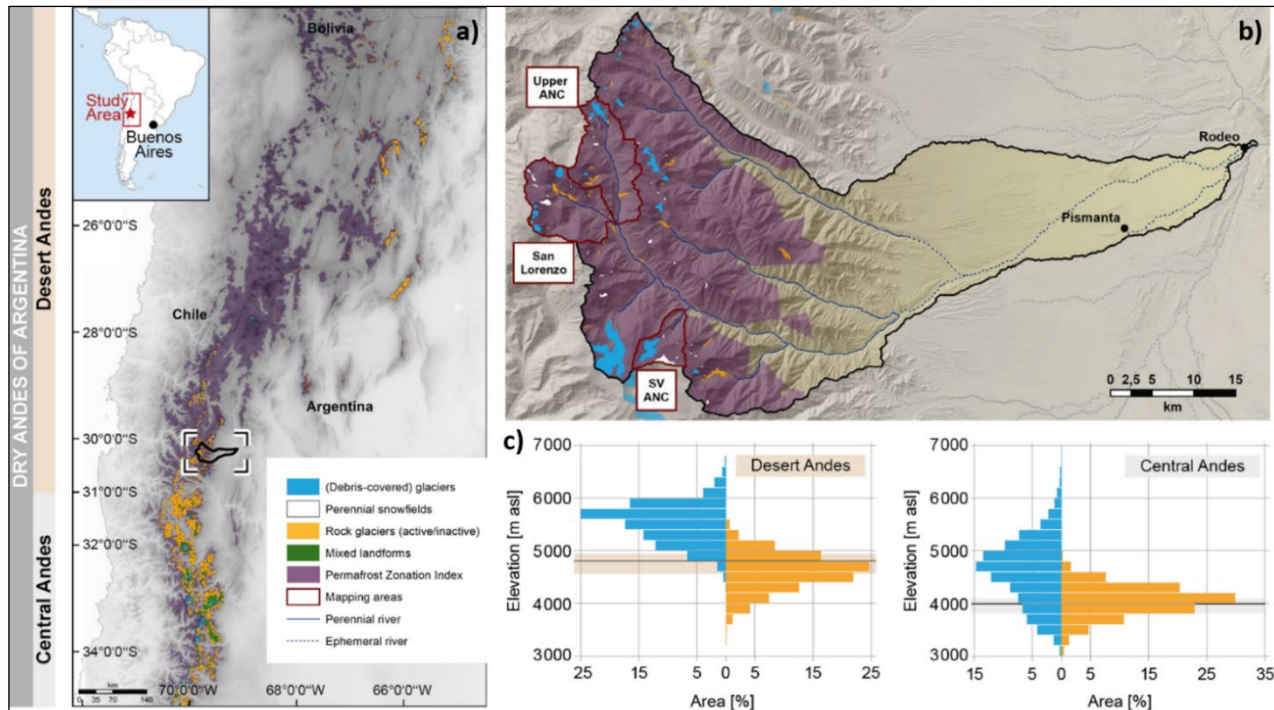 a)
Bolivia
Study
Area
Buenos
Aires
DRY ANDES OF ARGENTINA
Desert Andes
Central Andes
26°0'0"S
28°0'0"S
30°0'0"S
31°0'0"S
32°0'0"S
34°0'0"S
Chile
Argentina
(Debris-covered) glaciers
Perennial snowfields
Rock glaciers (active/inactive)
Mixed landforms
Permafrost Zonation Index
Mapping areas
Perennial river
Ephemeral river
0 35 70 140
km
70°0'0"W
68°0'0"W
66°0'0"W
b)
Upper
ANC
San
Lorenzo
SV
ANC
Rodeo
Pismanta
0 2,5 5 10 15
km
c)
Desert Andes
7000
6000
5000
4000
3000
Elevation [m asl]
25 15 5 0 5 15 25
Area [%]
Central Andes
7000
6000
5000
4000
3000
Elevation [m asl]
15 5 0 5 15 25 35
Area [%]